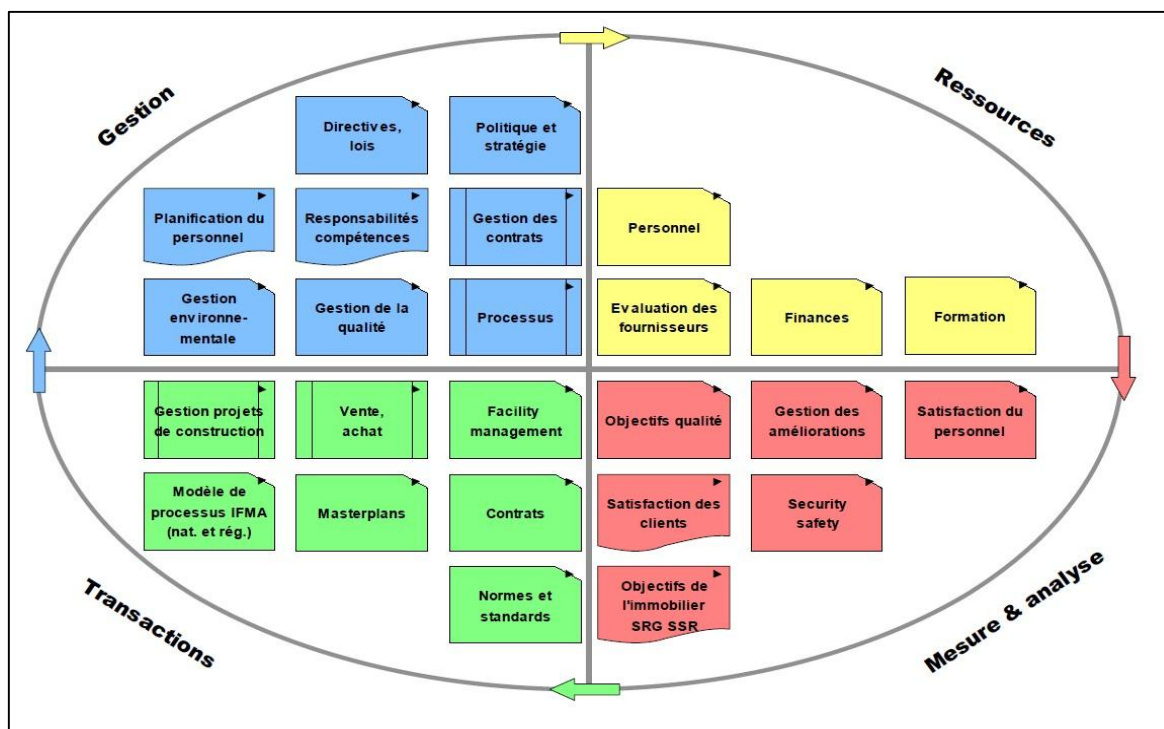 Gestion
Directives,
lois
Politique et
stratégie
Planification du
personnel
Responsabilités
compétences
Gestion des
contrats
Gestion
environne-
mentale
Gestion de la
qualité
Processus
Ressources
Personnel
Evaluation des
fournisseurs
Finances
Formation
Transactions
Gestion projets
de construction
Vente,
achat
Facility
management
Modèle de
processus IFMA
(nat. et rég.)
Masterplans
Contrats
Normes et
standards
Mesure & analyse
Objectifs qualité
Gestion des
améliorations
Satisfaction du
personnel
Satisfaction des
clients
Security
safety
Objectifs de
l'immobilier
SRG SSR